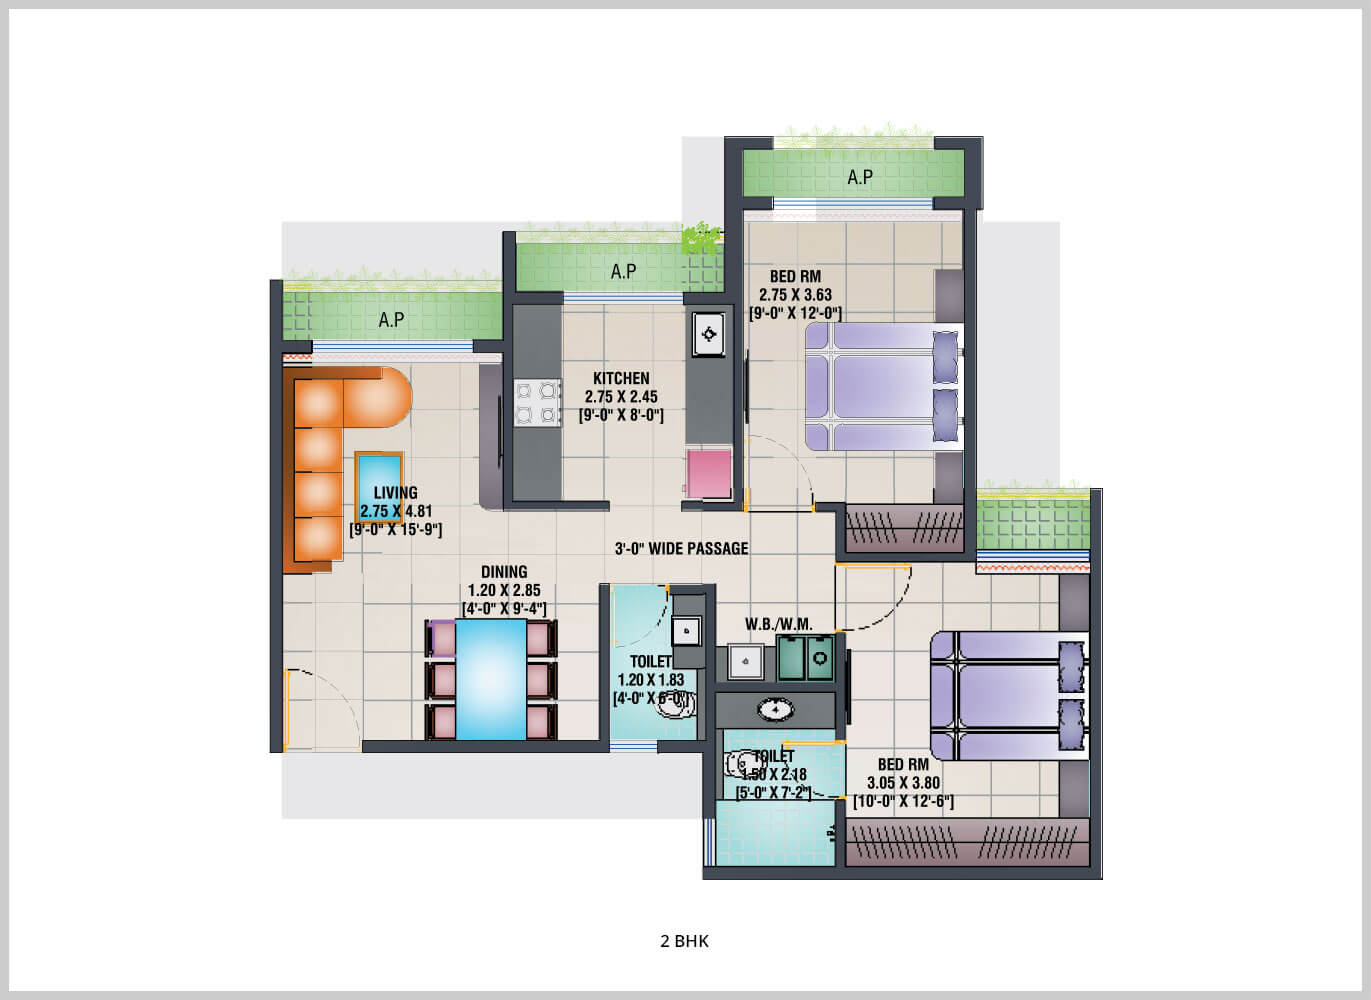 A.P
A.P
A.P
BED RM
2.75 X 3.63
[9'-0" X 12'-0"]
KITCHEN
2.75 X 2.45
[9'-0" X 8'-0"]
LIVING
2.75 X 4.81
[9'-0" X 15'-9"]
3'-0" WIDE PASSAGE
DINING
1.20 X 2.85
[4'-0" X 9'-4"]
W.B./W.M.
TOILET
1.20 X 1.83
[4'-0" X 6'-0"]
TOILET
1.50 X 2.18
[5'-0" X 7'-2"]
BED RM
3.05 X 3.80
[10'-0" X 12'-6"]
2 BHK